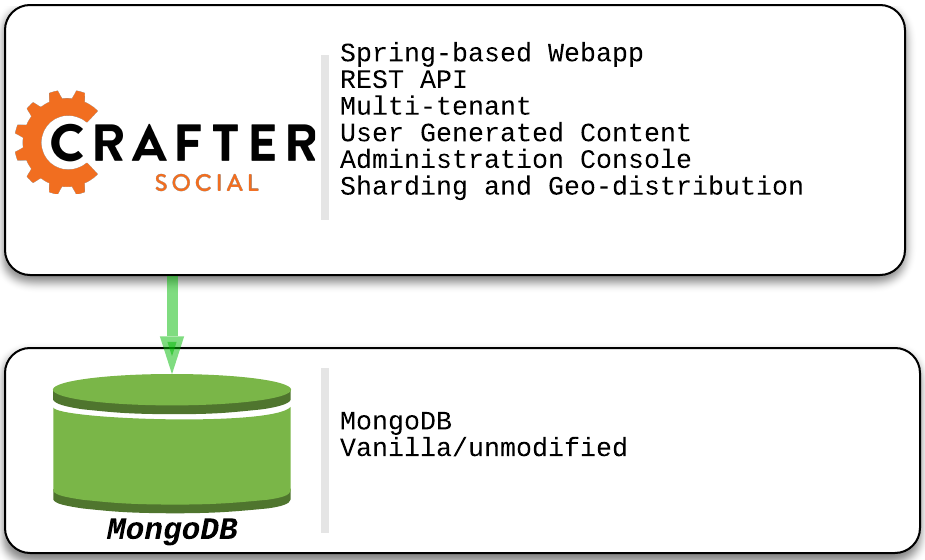 CRAFTER
SOCIAL
Spring-based Webapp
REST API
Multi-tenant
User Generated Content
Administration Console
Sharding and Geo-distribution
MongoDB
MongoDB
Vanilla/unmodified